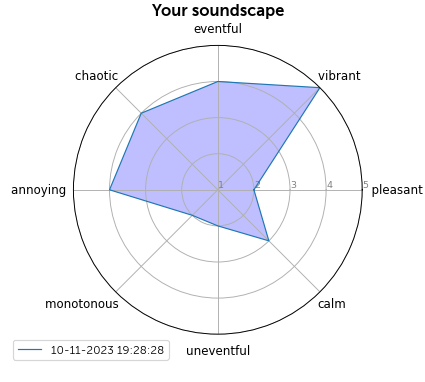 Your soundscape
eventful
chaotic
vibrant
annoying
1
2
3
4
5
pleasant
monotonous
calm
10-11-2023 19:28:28
uneventful